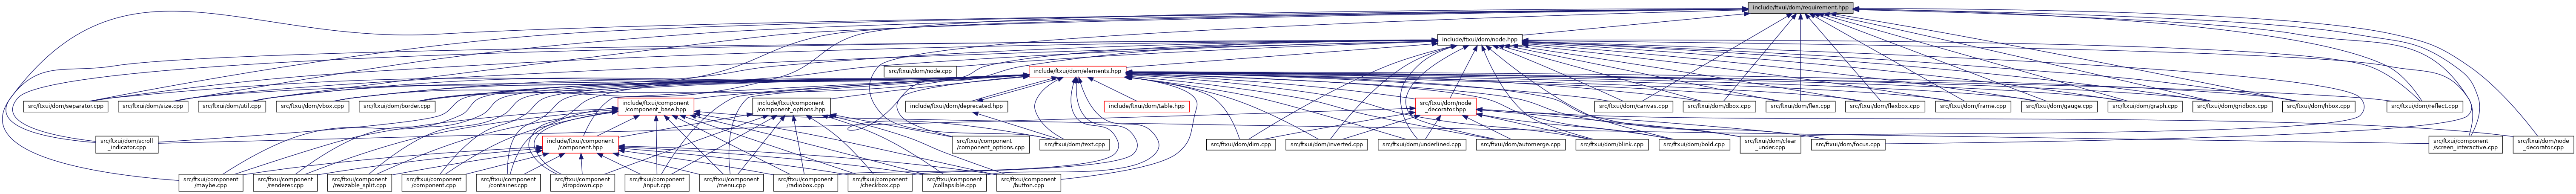 include/ftxui/dom/requirement.hpp
include/ftxui/dom/node.hpp
src/ftxui/dom/node.cpp
include/ftxui/dom/elements.hpp
src/ftxui/dom/separator.cpp
src/ftxui/dom/size.cpp
src/ftxui/dom/util.cpp
src/ftxui/dom/vbox.cpp
src/ftxui/dom/border.cpp
include/ftxui/component
/component_base.hpp
include/ftxui/component
/component_options.hpp
include/ftxui/dom/deprecated.hpp
include/ftxui/dom/table.hpp
src/ftxui/dom/node
_decorator.hpp
src/ftxui/dom/canvas.cpp
src/ftxui/dom/dbox.cpp
src/ftxui/dom/flex.cpp
src/ftxui/dom/flexbox.cpp
src/ftxui/dom/frame.cpp
src/ftxui/dom/gauge.cpp
src/ftxui/dom/graph.cpp
src/ftxui/dom/gridbox.cpp
src/ftxui/dom/hbox.cpp
src/ftxui/dom/reflect.cpp
src/ftxui/dom/scroll
_indicator.cpp
include/ftxui/component
/component.hpp
src/ftxui/component
/component_options.cpp
src/ftxui/dom/text.cpp
src/ftxui/dom/dim.cpp
src/ftxui/dom/inverted.cpp
src/ftxui/dom/underlined.cpp
src/ftxui/dom/automerge.cpp
src/ftxui/dom/blink.cpp
src/ftxui/dom/bold.cpp
src/ftxui/dom/clear
_under.cpp
src/ftxui/dom/focus.cpp
src/ftxui/component
/screen_interactive.cpp
src/ftxui/dom/node
_decorator.cpp
src/ftxui/component
/maybe.cpp
src/ftxui/component
/renderer.cpp
src/ftxui/component
/resizable_split.cpp
src/ftxui/component
/component.cpp
src/ftxui/component
/container.cpp
src/ftxui/component
/dropdown.cpp
src/ftxui/component
/input.cpp
src/ftxui/component
/menu.cpp
src/ftxui/component
/radiobox.cpp
src/ftxui/component
/checkbox.cpp
src/ftxui/component
/collapsible.cpp
src/ftxui/component
/button.cpp